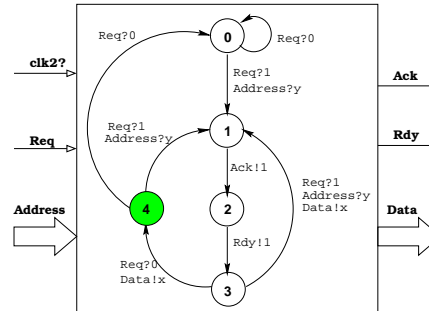 Req?0
0
Req?0
clk2?
Ack
Req?1
Address?y
Req?1
Address?y
1
Req
Rdy
Ack!1
Req?1
Address?y
Data!x
Address
4
2
Data
Rdy!1
Req?0
Data!x
3